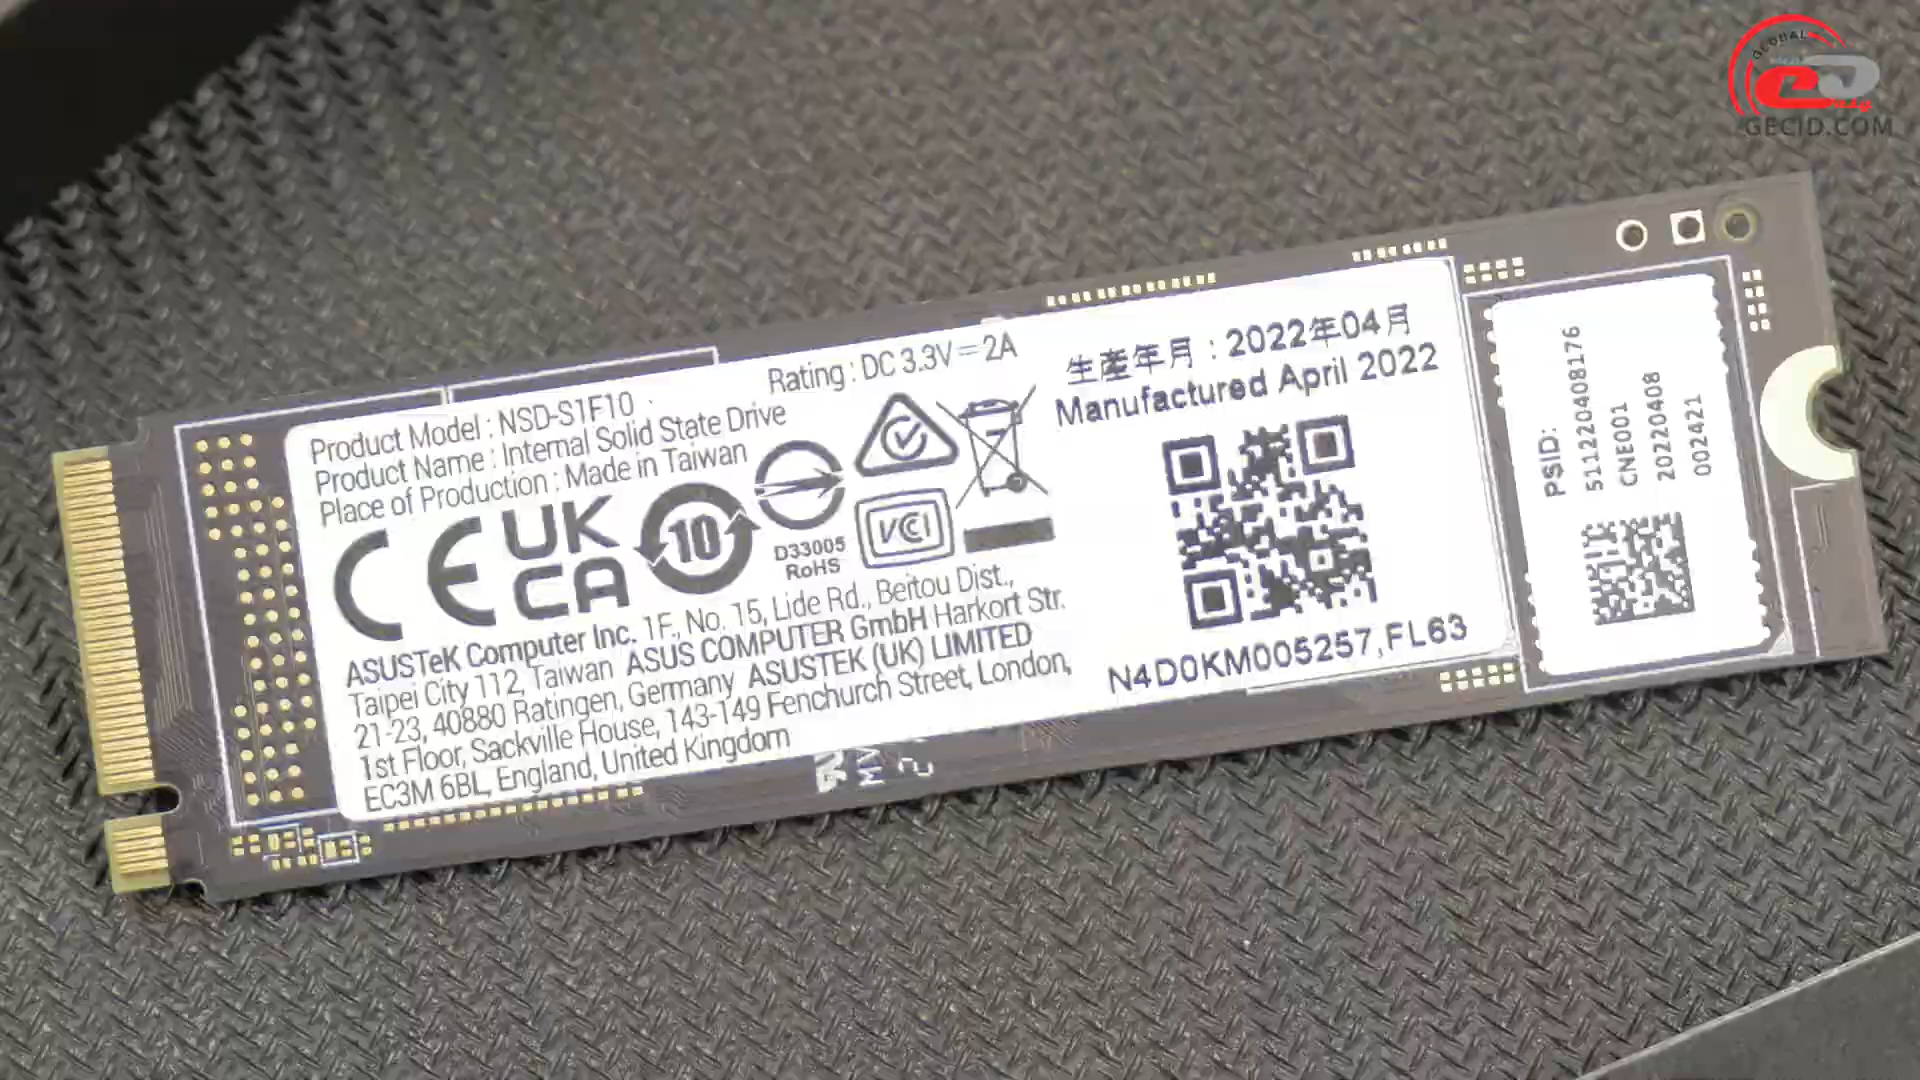 GLOBAL
GECID.COM
Product Model : NSD-S1F10
Product Name : Internal Solid State Drive
Place of Production : Made in Taiwan
Rating : DC 3.3V⎓2A
CE
UK
CA
10
D33005
RoHS
VCI
ASUSTeK Computer Inc. 1F., No. 15, Lide Rd., Beitou Dist.,
Taipei City 112, Taiwan ASUS COMPUTER GmbH Harkort Str.
21-23, 40880 Ratingen, Germany ASUSTEK (UK) LIMITED
1st Floor, Sackville House, 143-149 Fenchurch Street, London,
EC3M 6BL, England, United Kingdom
生產年月 : 2022年04月
Manufactured April 2022
N4D0KM005257,FL63
PSID:
511220408176
CNE001
20220408
002421